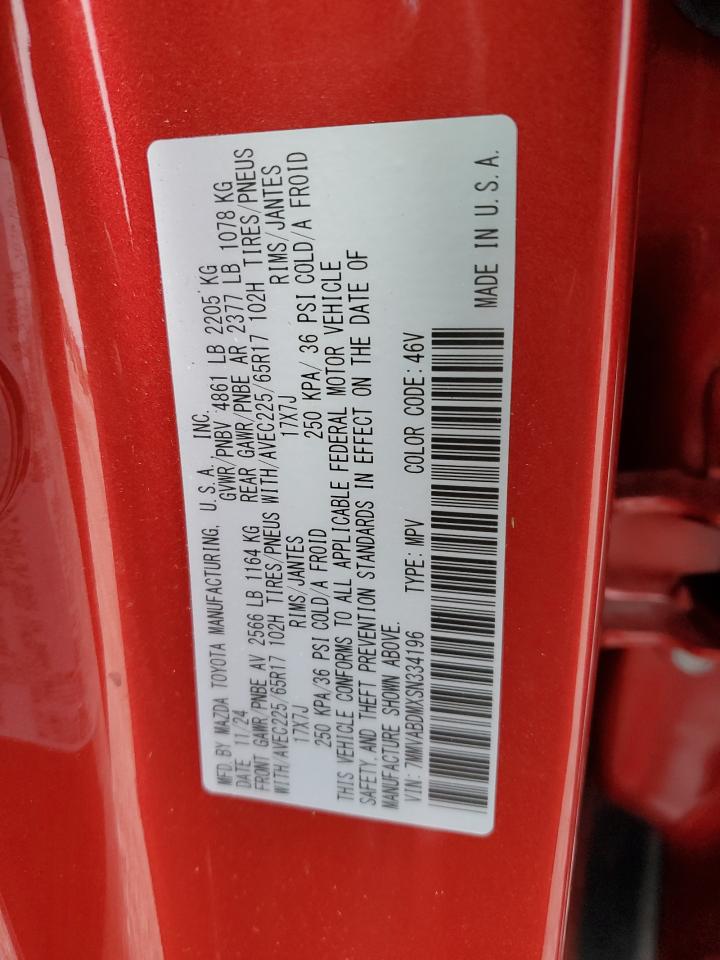 MFD.BY MAZDA TOYOTA MANUFACTURING, U.S.A., INC.
DATE 11/24 GVWR/PNBV 4861 LB 2205 KG
FRONT GAWR/PNBE AV 2566 LB 1164 KG REAR GAWR/PNBE AR 2377 LB 1078 KG
WITH/AVEC225/65R17 102H TIRES/PNEUS WITH/AVEC225/65R17 102H TIRES/PNEUS
17X7J RIMS/JANTES 17X7J RIMS/JANTES
250 KPA/36 PSI COLD/A FROID 250 KPA/ 36 PSI COLD/A FROID
THIS VEHICLE CONFORMS TO ALL APPLICABLE FEDERAL MOTOR VEHICLE
SAFETY AND THEFT PREVENTION STANDARDS IN EFFECT ON THE DATE OF
MANUFACTURE SHOWN ABOVE.
VIN: 7MMVABDMXSN334196 TYPE: MPV COLOR CODE: 46V
MADE IN U.S.A.